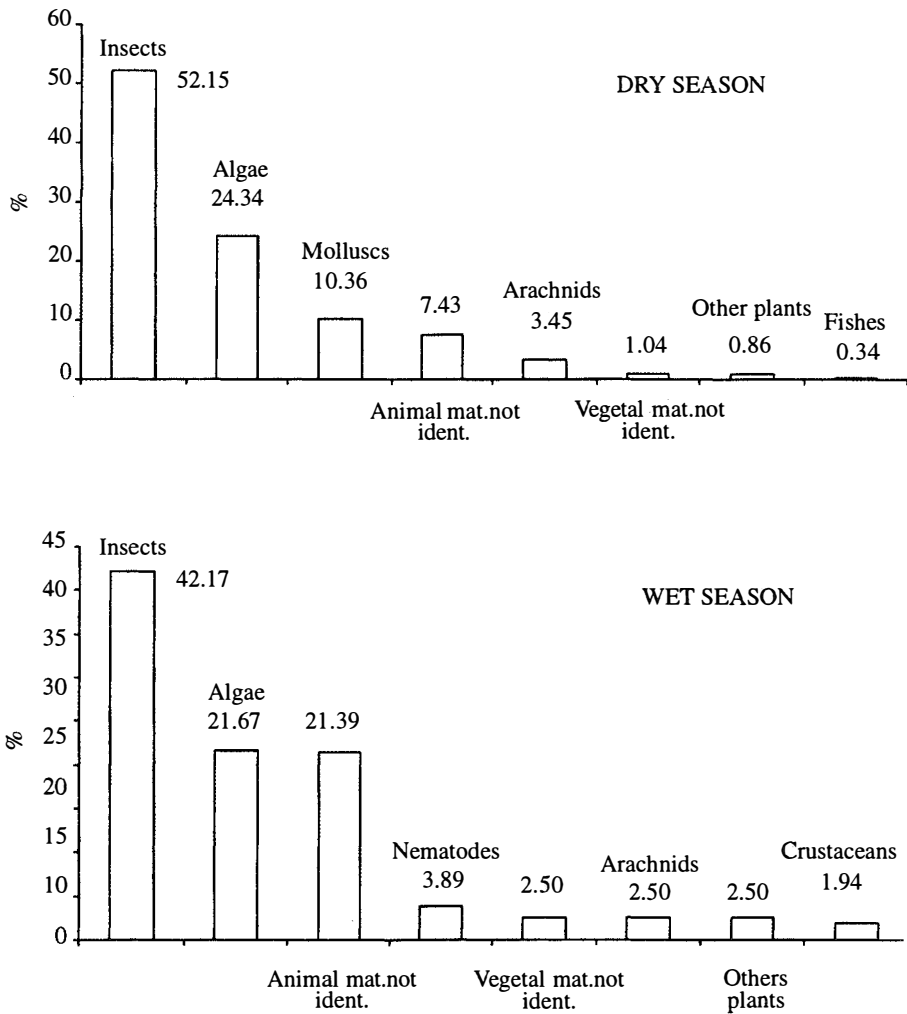 60
50
40
30
20
10
0
%
DRY SEASON
Insects
52.15
Algae
24.34
Molluscs
10.36
7.43
Arachnids
3.45
1.04
Other plants
0.86
Fishes
0.34
Animal mat.not
ident.
Vegetal mat.not
ident.
45
40
35
30
25
20
15
10
0
%
WET SEASON
Insects
42.17
Algae
21.67
21.39
Nematodes
3.89
2.50
Arachnids
2.50
2.50
Crustaceans
1.94
Animal mat.not
ident.
Vegetal mat.not
ident.
Others
plants